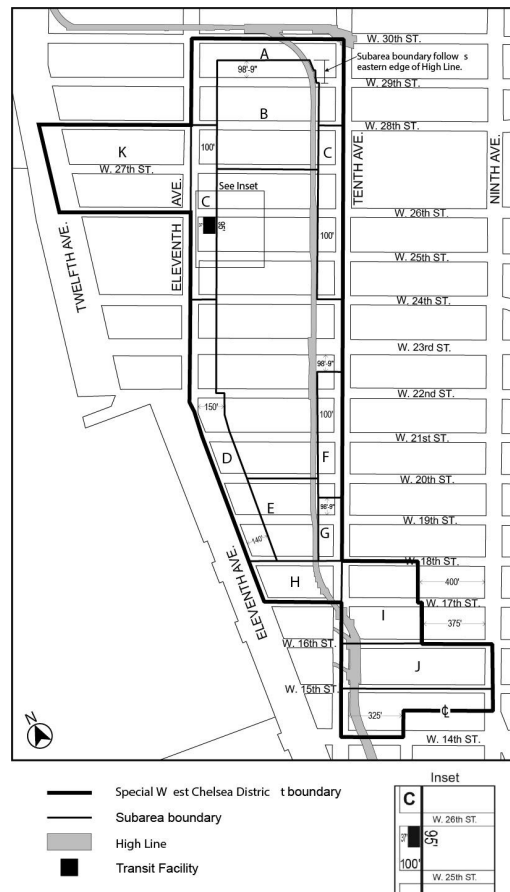 W. 30th ST.
A
Subarea boundary follow s
eastern edge of High Line.
98'-9"
W. 29th ST.
B
W. 28th ST.
K
100'
C
W. 27th ST.
AVE.
TENTH AVE.
NINTH AVE.
See Inset
C
W. 26th ST.
95'
37'
100'
ELEVENTH
W. 25th ST.
TWELFTH AVE.
W. 24th ST.
W. 23rd ST.
98'-9"
W. 22nd ST.
150'
100'
W. 21st ST.
D
F
W. 20th ST.
E
98'-9"
W. 19th ST.
140'
G
W. 18th ST.
H
400'
W. 17th ST.
ELEVENTH AVE.
I
375'
W. 16th ST.
J
W. 15th ST.
325'
CL
W. 14th ST.
N
Inset
Special W est Chelsea Distric t boundary
Subarea boundary
High Line
Transit Facility
C
W. 26th ST.
37'
95'
100'
W. 25th ST.